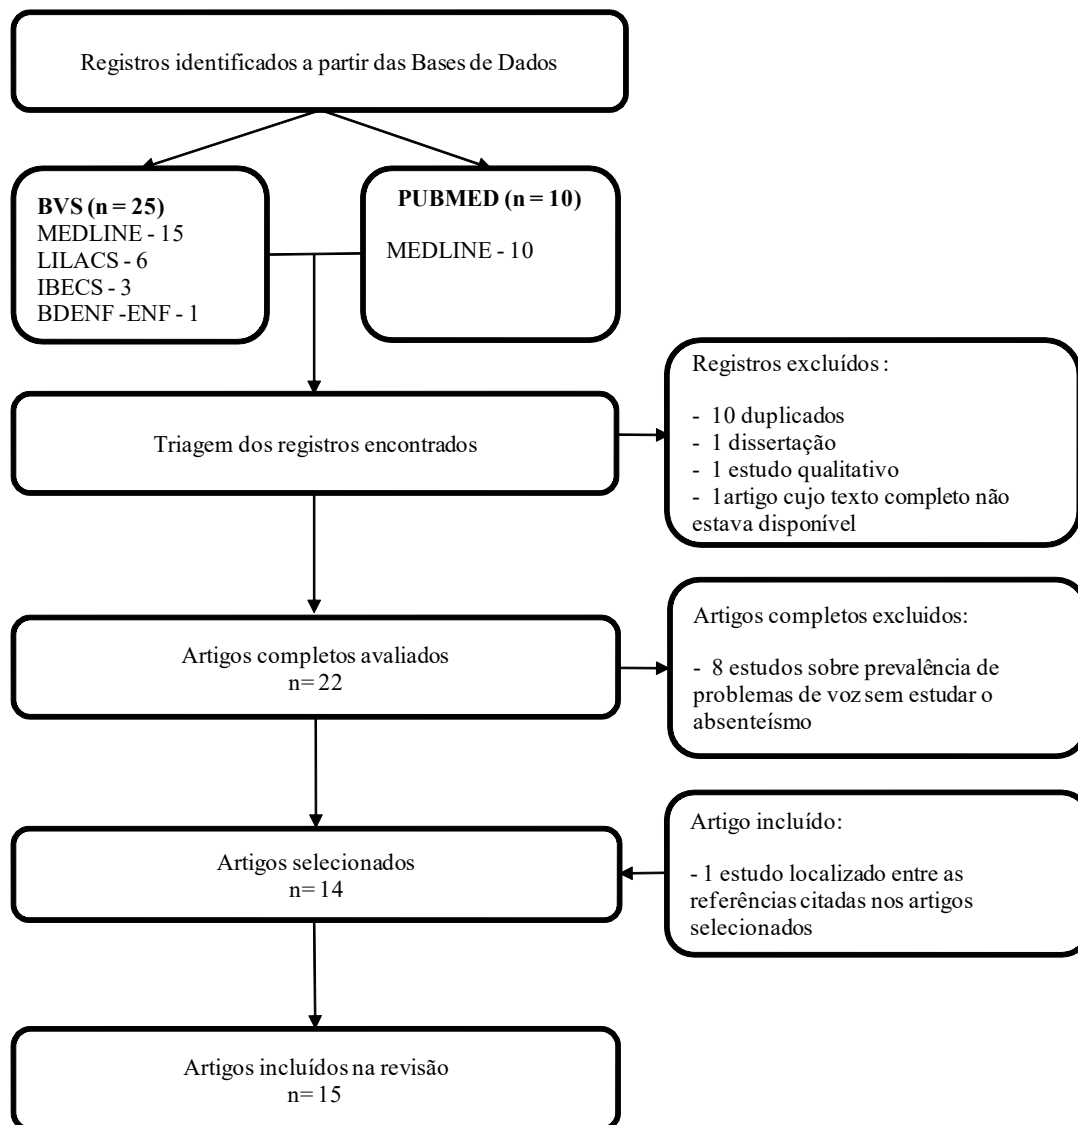 Registros identificados a partir das Bases de Dados
BVS (n = 25)
MEDLINE - 15
LILACS - 6
IBECS - 3
BDENF -ENF - 1
PUBMED (n = 10)
MEDLINE - 10
Triagem dos registros encontrados
Registros excluídos :
- 10 duplicados
- 1 dissertação
- 1 estudo qualitativo
- 1artigo cujo texto completo não
estava disponível
Artigos completos avaliados
n= 22
Artigos completos excluidos:
- 8 estudos sobre prevalência de
problemas de voz sem estudar o
absenteísmo
Artigos selecionados
n= 14
Artigo incluído:
- 1 estudo localizado entre as
referências citadas nos artigos
selecionados
Artigos incluídos na revisão
n= 15